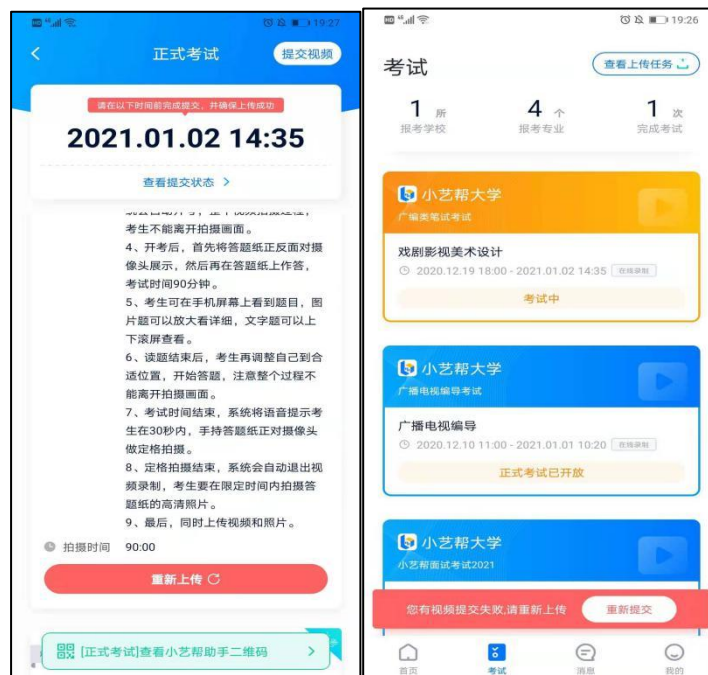 HD 4G 19:27
正式考试
提交视频
请在以下时间前完成提交，并确保上传成功
2021.01.02 14:35
查看提交状态 >
考生不能离开拍摄画面。
4、开考后，首先将答题纸正反面对摄
像头展示，然后再在答题纸上作答，
考试时间90分钟。
5、考生可在手机屏幕上看到题目，图
片题可以放大看详细，文字题可以上
下滚屏查看。
6、读题结束后，考生再调整自己到合
适位置，开始答题，注意整个过程不
能离开拍摄画面。
7、考试时间结束，系统将语音提示考
生在30秒内，手持答题纸正对摄像头
做定格拍摄。
8、定格拍摄结束，系统会自动退出视
频录制，考生要在限定时间内拍摄答
题纸的高清照片。
9、最后，同时上传视频和照片。
拍摄时间 90:00
重新上传
[正式考试]查看小艺帮助手二维码 >
HD 4G 19:26
考试
查看上传任务
1 所
报考学校
4 个
报考专业
1 次
完成考试
小艺帮大学
广编类笔试考试
戏剧影视美术设计
2020.12.19 18:00 - 2021.01.02 14:35 在线录制
考试中
小艺帮大学
广播电视编导考试
广播电视编导
2020.12.10 11:00 - 2021.01.01 10:20 在线录制
正式考试已开放
小艺帮大学
小艺帮面试考试2021
您有视频提交失败,请重新上传
重新提交
首页
考试
消息
我的